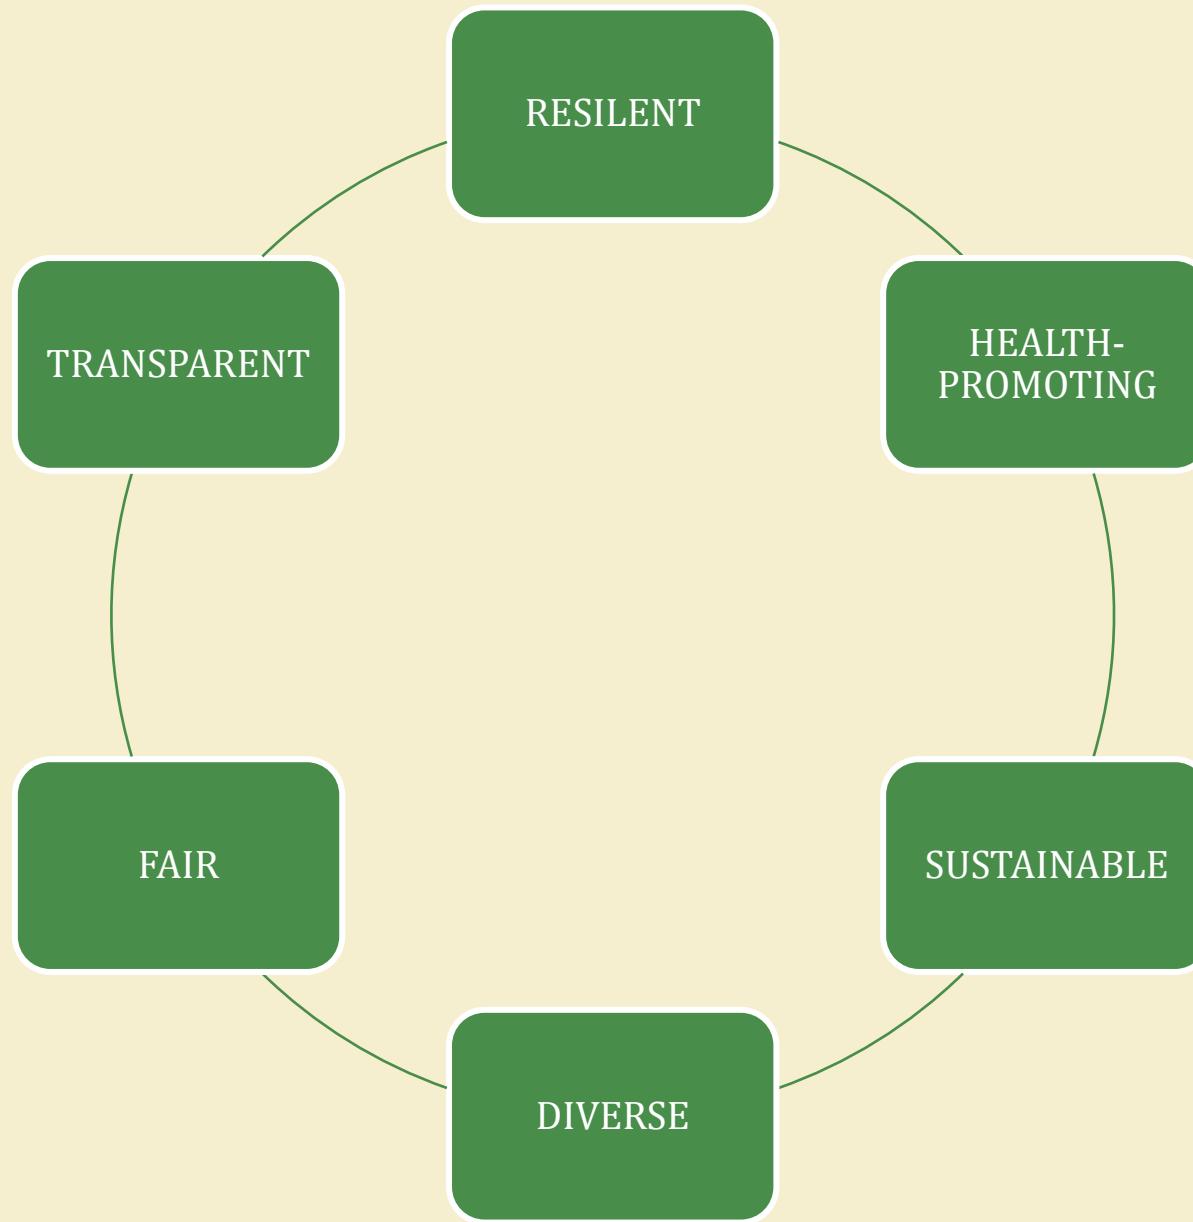 RESILENT
HEALTH-
PROMOTING
SUSTAINABLE
DIVERSE
FAIR
TRANSPARENT